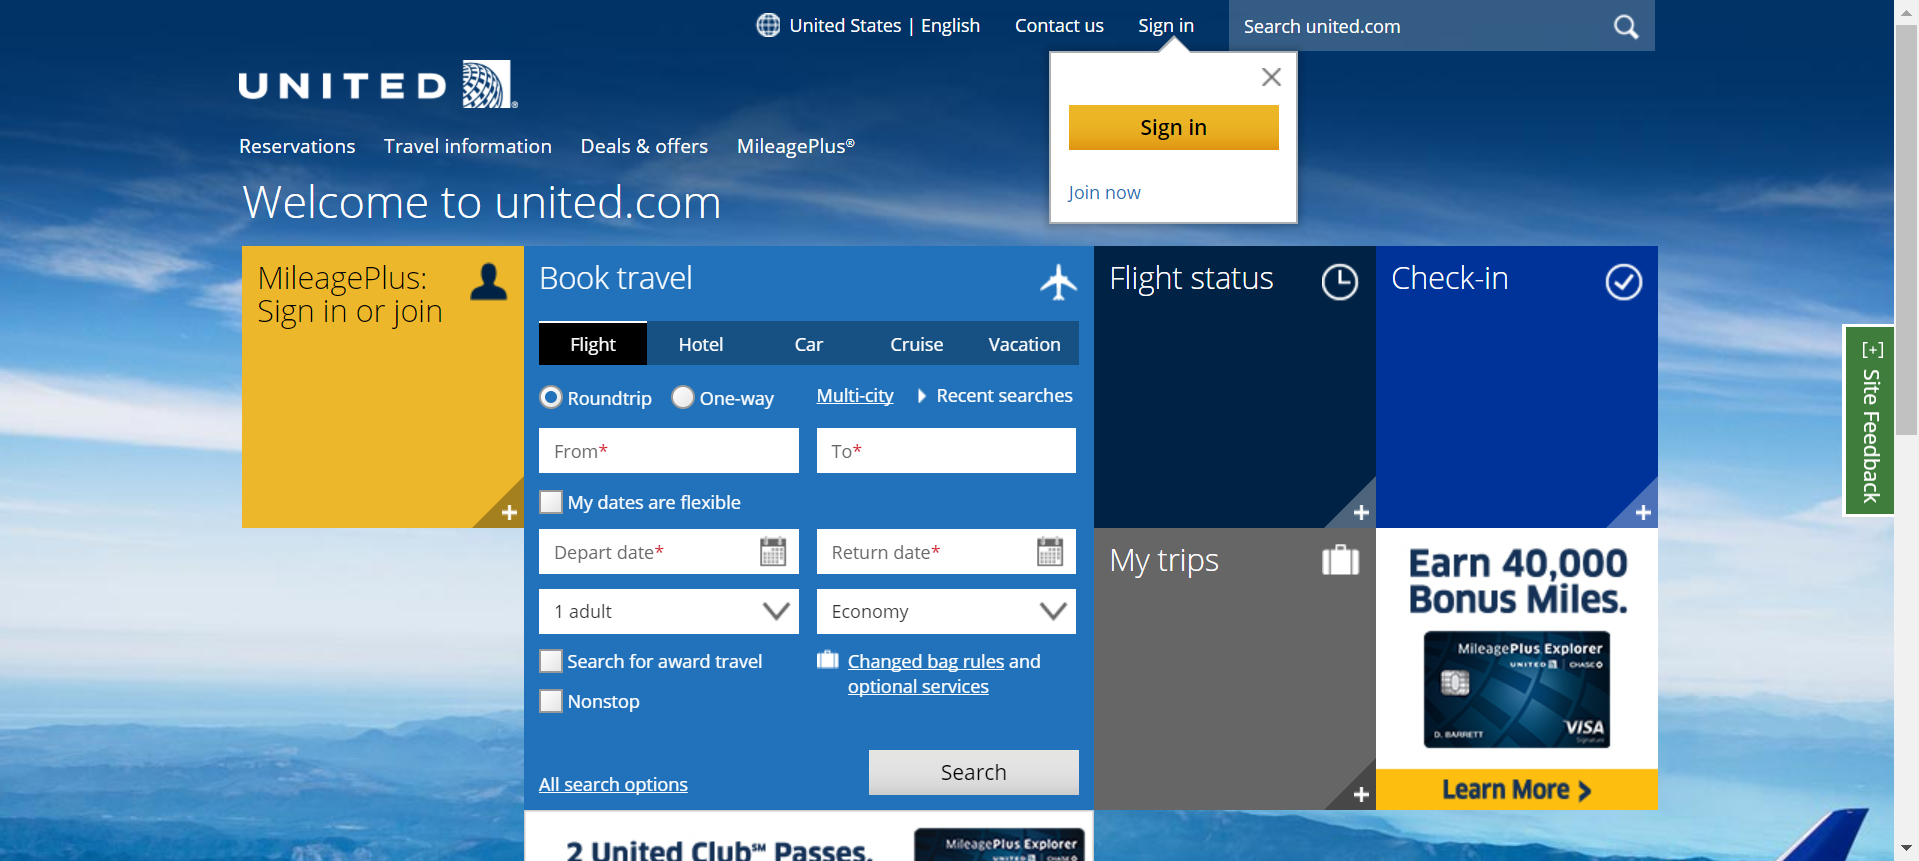 United States | English
Contact us
Sign in
Search united.com
UNITED
Sign in
Join now
Reservations
Travel information
Deals & offers
MileagePlus®
Welcome to united.com
MileagePlus:
Sign in or join
Book travel
Flight
Hotel
Car
Cruise
Vacation
Roundtrip
One-way
Multi-city
Recent searches
From*
To*
My dates are flexible
Depart date*
Return date*
1 adult
Economy
Search for award travel
Changed bag rules and
optional services
Nonstop
All search options
Search
Flight status
Check-in
My trips
Earn 40,000
Bonus Miles.
MileagePlus Explorer
UNITED | CHASE
VISA
Signature
D. BARRETT
Learn More >
[+] Site Feedback
2 United Club℠ Passes.
MileagePlus Explorer
UNITED | CHASE